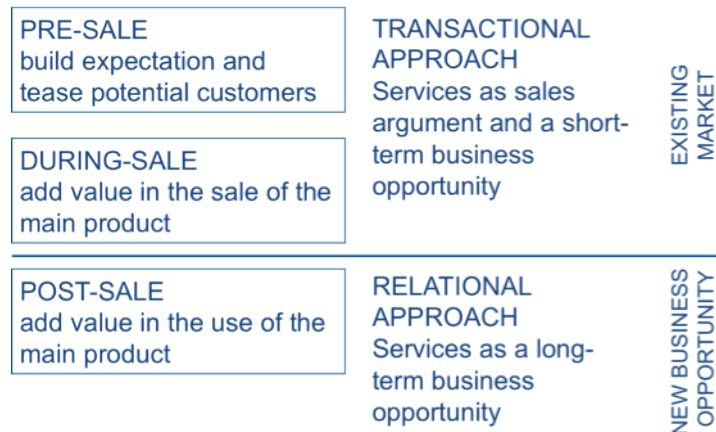 PRE-SALE
build expectation and
tease potential customers
TRANSACTIONAL
APPROACH
Services as sales
argument and a short-
term business
opportunity
EXISTING
MARKET
DURING-SALE
add value in the sale of the
main product
POST-SALE
add value in the use of the
main product
RELATIONAL
APPROACH
Services as a long-
term business
opportunity
NEW BUSINESS
OPPORTUNITY